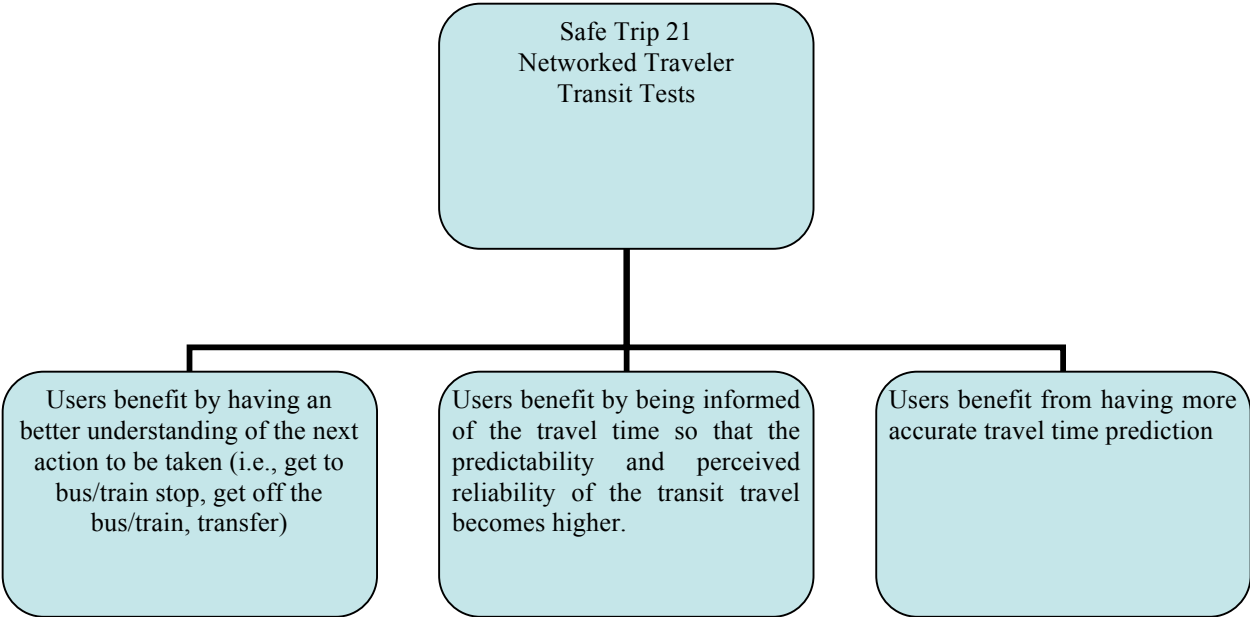 Safe Trip 21
Networked Traveler
Transit Tests
Users benefit by having an
better understanding of the next
action to be taken (i.e., get to
bus/train stop, get off the
bus/train, transfer)
Users benefit by being informed
of the travel time so that the
predictability and perceived
reliability of the transit travel
becomes higher.
Users benefit from having more
accurate travel time prediction